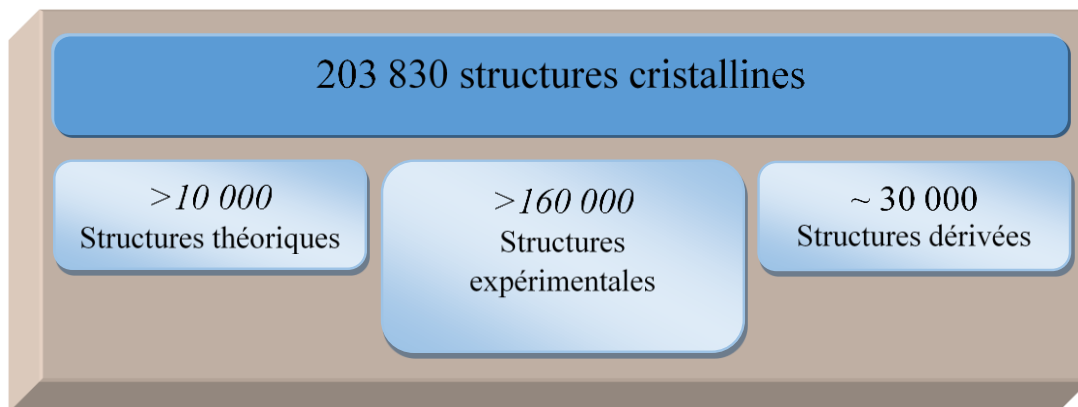 203 830 structures cristallines
>10 000
Structures théoriques
>160 000
Structures
expérimentales
~ 30 000
Structures dérivées